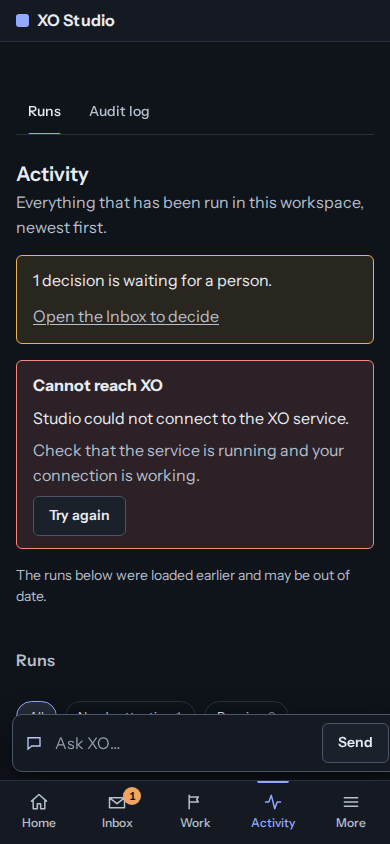 XO Studio
Runs Audit log
Activity
Everything that has been run in this workspace,
newest first.
1 decision is waiting for a person.
Open the Inbox to decide
Cannot reach XO
Studio could not connect to the XO service.
Check that the service is running and your
connection is working.
Try again
The runs below were loaded earlier and may be out of
date.
Runs
Ask XO...
Send
1
Home Inbox Work Activity More